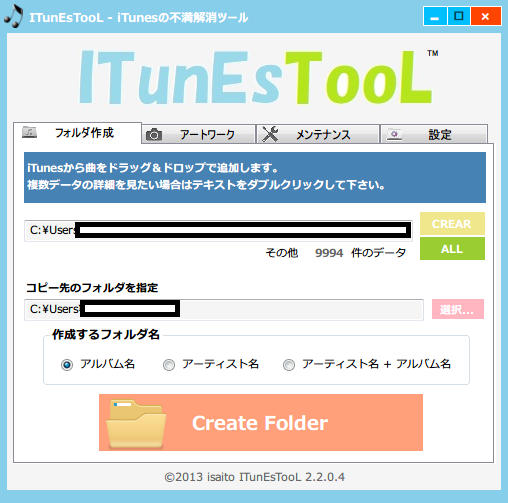 ITunEsTooL - iTunesの不満解消ツール
ITunEsTooL™
フォルダ作成 アートワーク メンテナンス 設定
iTunesから曲をドラッグ＆ドロップで追加します。
複数データの詳細を見たい場合はテキストをダブルクリックして下さい。
C:¥Users
CREAR
その他 9994 件のデータ
ALL
コピー先のフォルダを指定
C:¥Users
選択...
作成するフォルダ名
アルバム名 アーティスト名 アーティスト名 + アルバム名
Create Folder
©2013 isaito ITunEsTooL 2.2.0.4